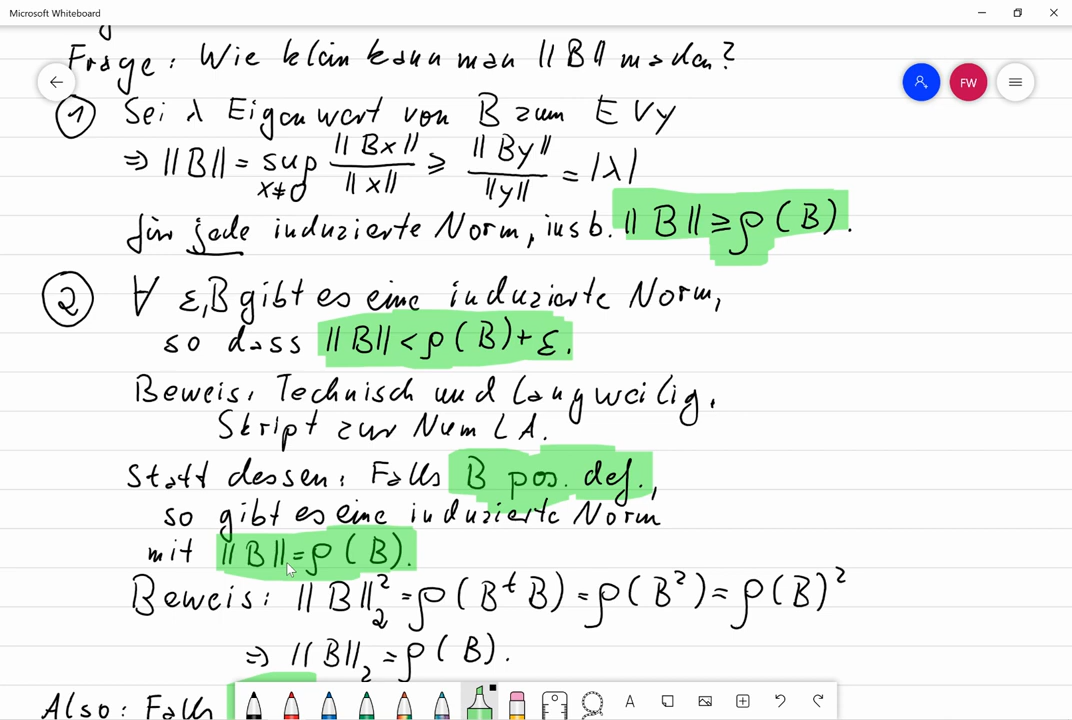 Microsoft Whiteboard
Frage: Wie klein kann man ||B|| machen?
FW
① Sei λ Eigenwert von B zum EV y
⇒ ||B|| = sup_{x≠0} ||Bx|| / ||x|| ≥ ||By|| / ||y|| = |λ|
für jede induzierte Norm, insb. ||B|| ≥ ρ(B).
② ∀ ε,B gibt es eine induzierte Norm,
so dass ||B|| < ρ(B) + ε.
Beweis: Technisch und langweilig.
Skript zur Num LA.
Statt dessen: Falls B pos. def.,
so gibt es eine induzierte Norm
mit ||B|| = ρ(B).
Beweis: ||B||₂² = ρ(BᵗB) = ρ(B²) = ρ(B)²
⇒ ||B||₂ = ρ(B).
Also: Falls
A